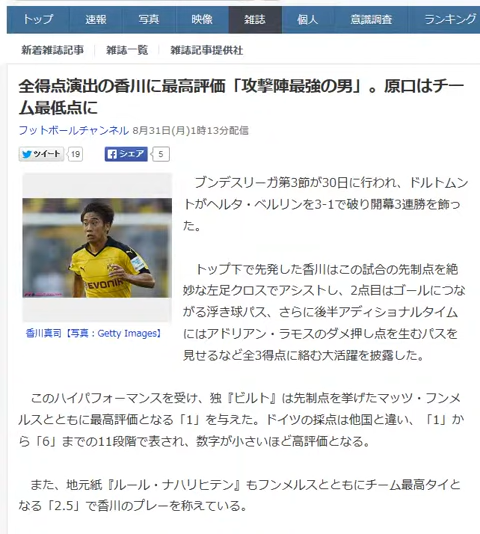 トップ 速報 写真 映像 雑誌 個人 意識調査 ランキング
新着雑誌記事 雑誌一覧 雑誌記事提供社
全得点演出の香川に最高評価「攻撃陣最強の男」。原口はチー
ム最低点に
フットボールチャンネル 8月31日(月)1時13分配信
ツイート 19 シェア 5
ブンデスリーガ第3節が30日に行われ、ドルトムン
トがヘルタ・ベルリンを3-1で破り開幕3連勝を飾っ
た。
トップ下で先発した香川はこの試合の先制点を絶
妙な左足クロスでアシストし、2点目はゴールにつな
がる浮き球パス、さらに後半アディショナルタイム
にはアドリアン・ラモスのダメ押し点を生むパスを
見せるなど全3得点に絡む大活躍を披露した。
EVONIK
香川真司【写真：Getty Images】
このハイパフォーマンスを受け、独『ビルト』は先制点を挙げたマッツ・フンメ
ルスとともに最高評価となる「1」を与えた。ドイツの採点は他国と違い、「1」か
ら「6」までの11段階で表され、数字が小さいほど高評価となる。
また、地元紙『ルール・ナハリヒテン』もフンメルスとともにチーム最高タイと
なる「2.5」で香川のプレーを称えている。